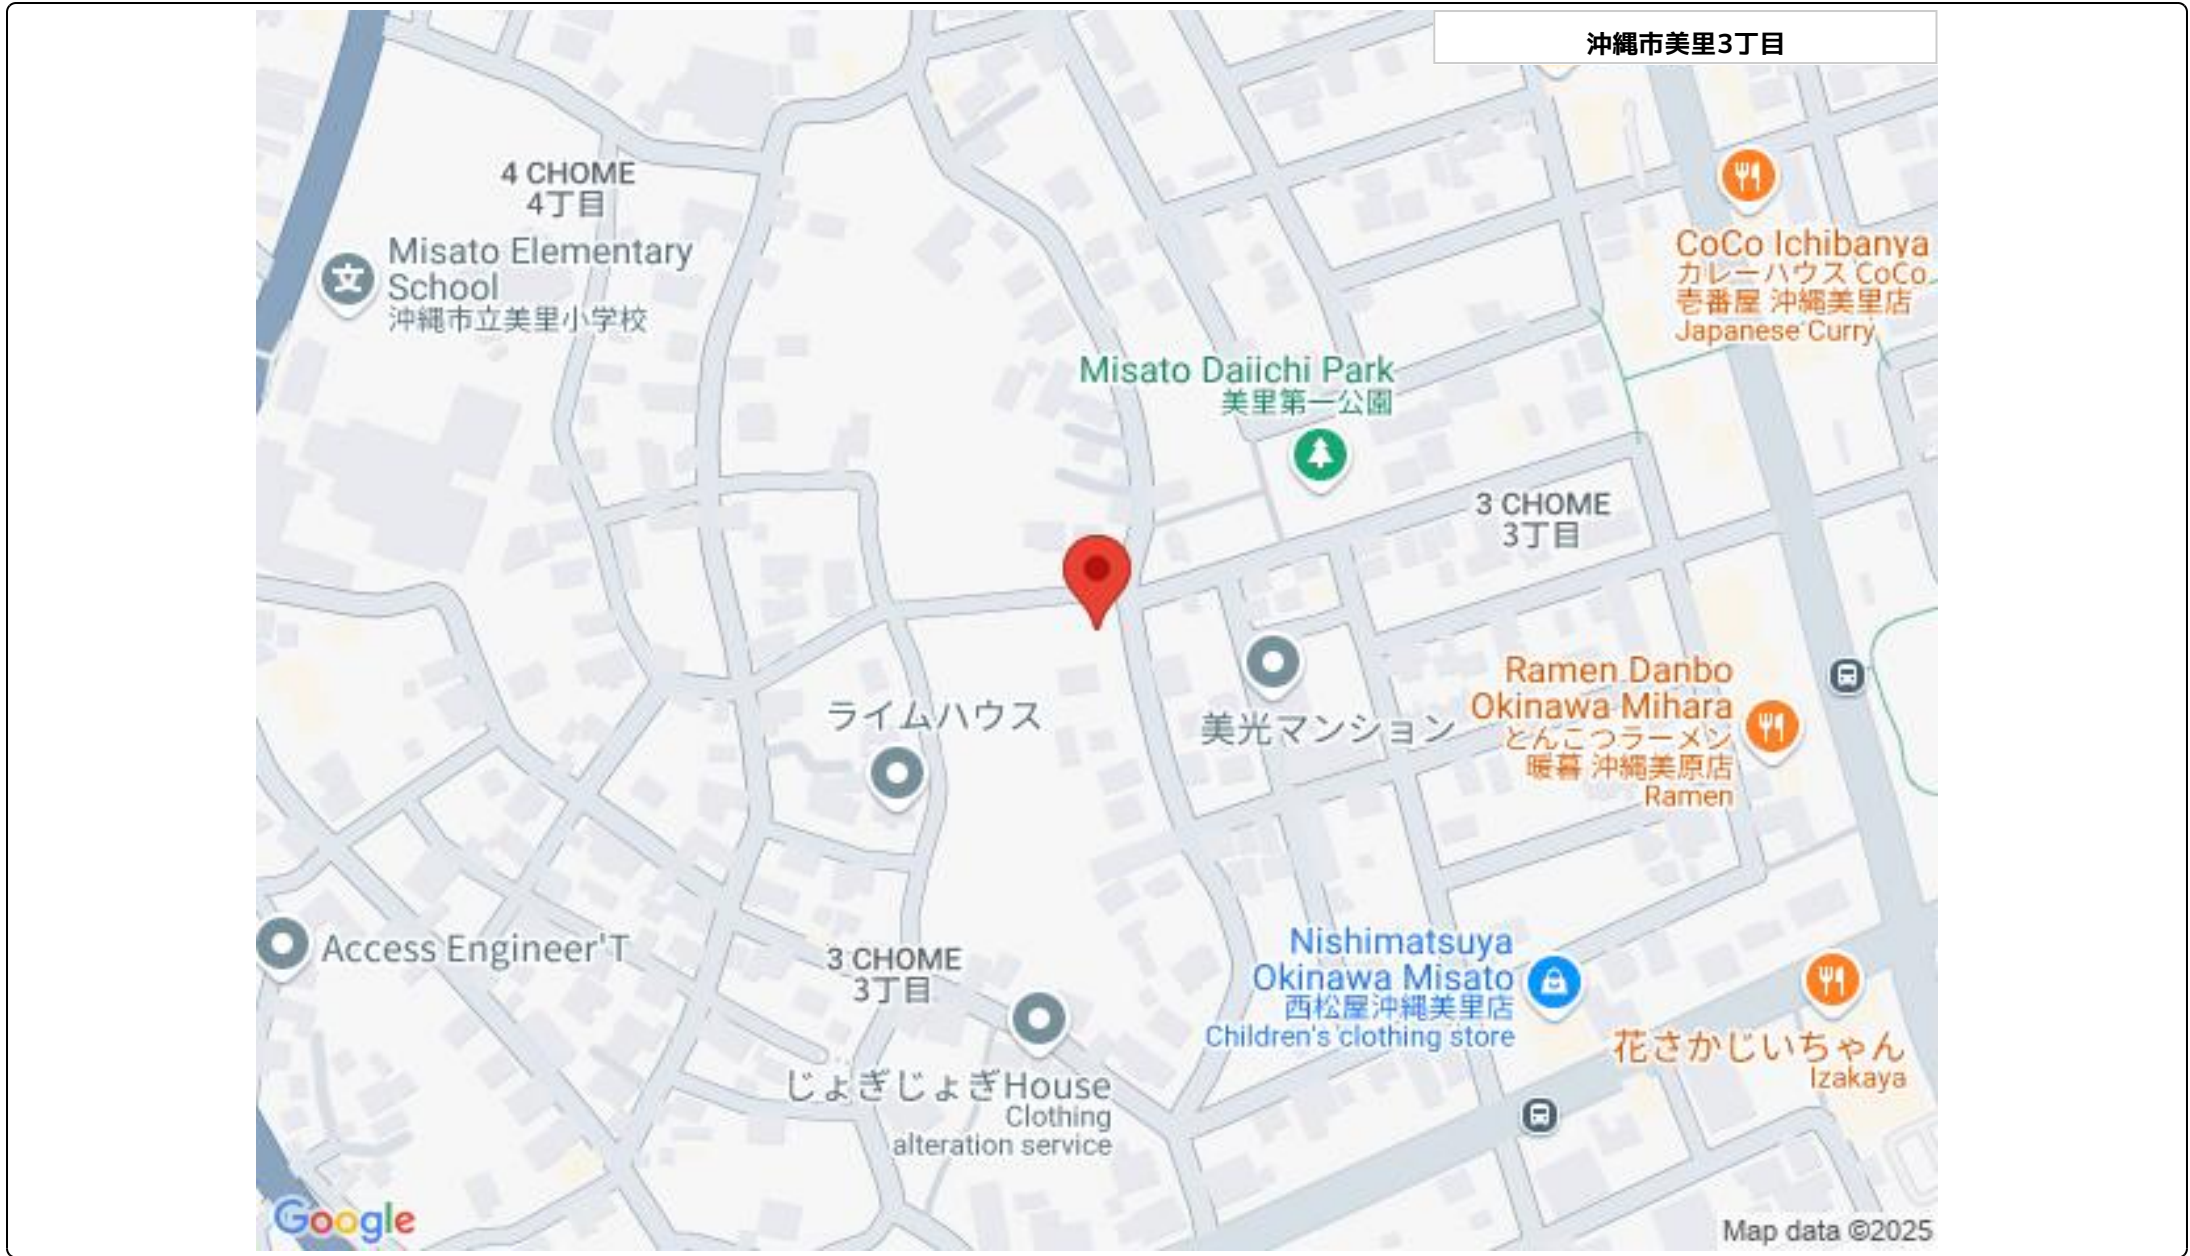 沖縄市美里3丁目
4 CHOME
4丁目
Misato Elementary
School
沖縄市立美里小学校
CoCo Ichibanya
カレーハウス CoCo
壱番屋 沖縄美里店
Japanese Curry
Misato Daiichi Park
美里第一公園
3 CHOME
3丁目
ライムハウス
美光マンション
Ramen Danbo
Okinawa Mihara
とんこつラーメン
暖暮 沖縄美原店
Ramen
Access Engineer'T
3 CHOME
3丁目
Nishimatsuya
Okinawa Misato
西松屋沖縄美里店
Children's clothing store
花さかじいちゃん
Izakaya
じょぎじょぎHouse
Clothing
alteration service
Google
Map data ©2025